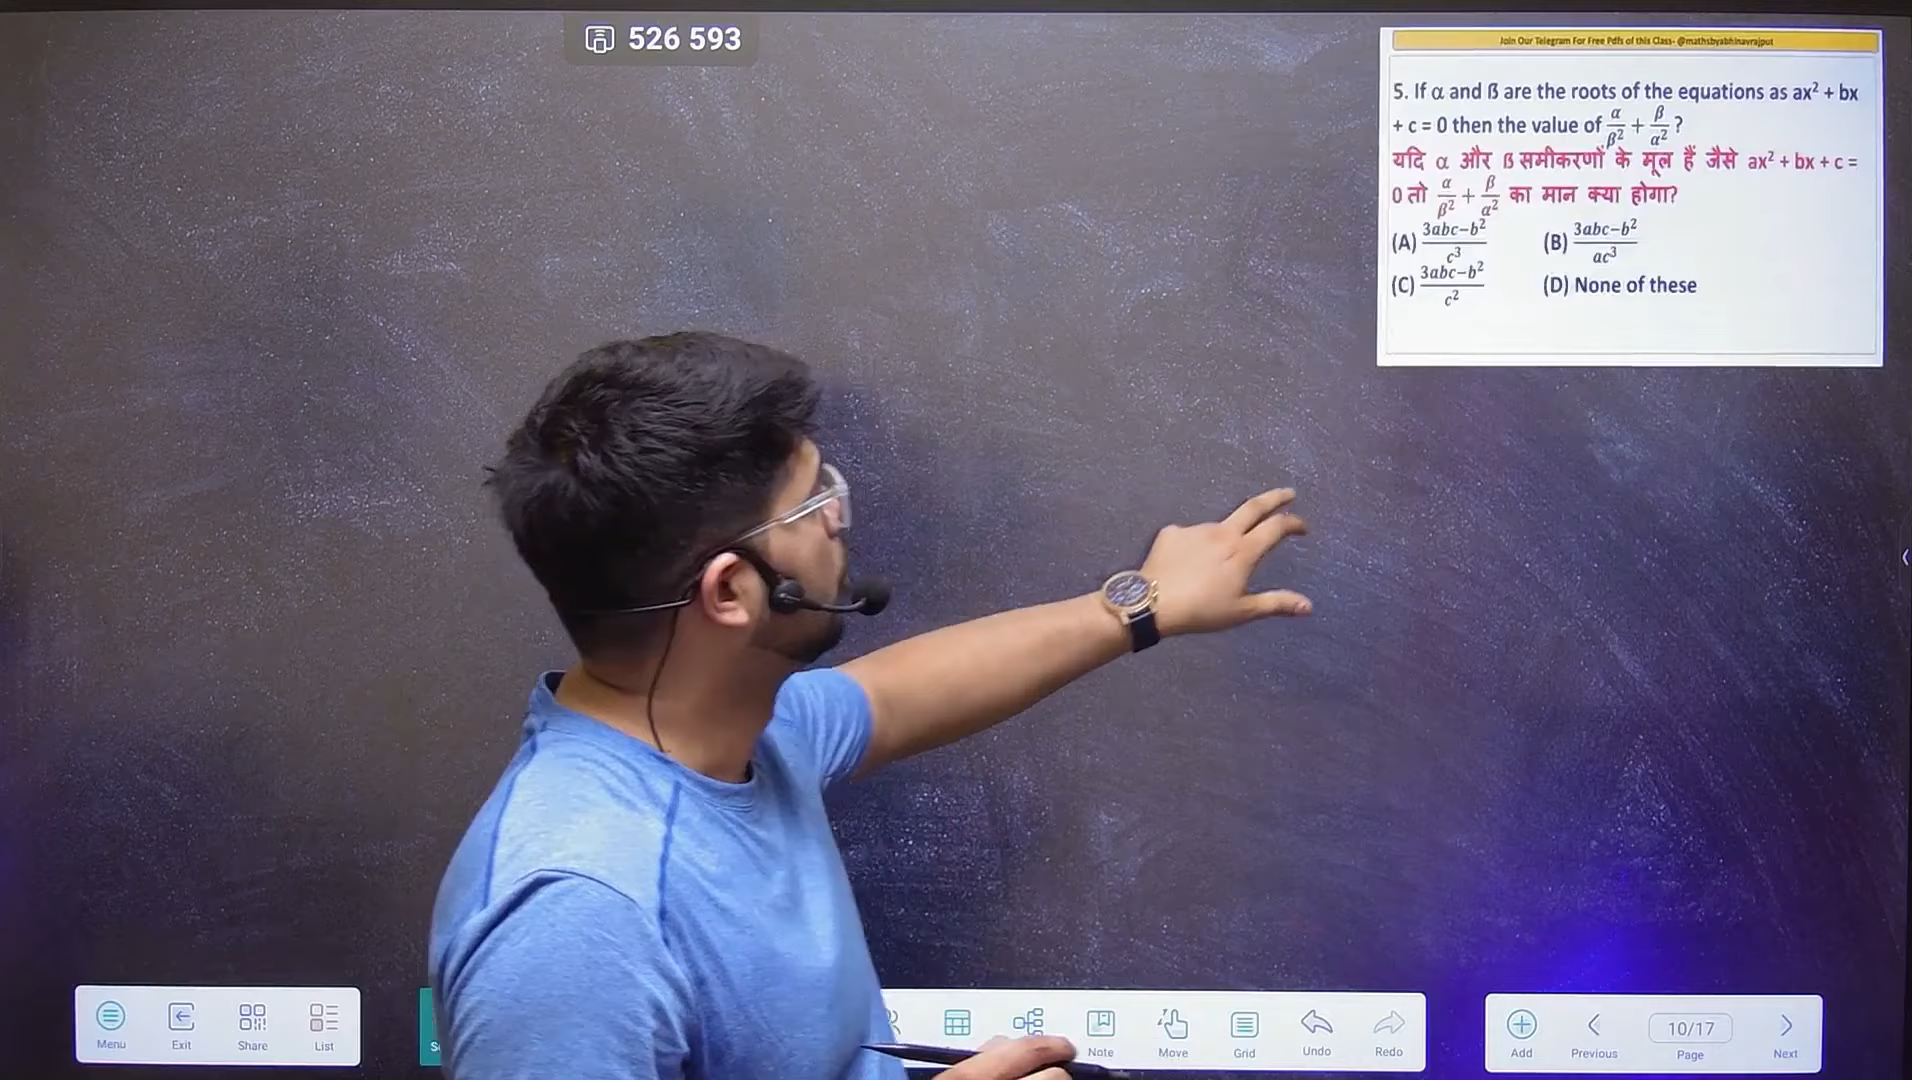 526 593
Join Our Telegram For Free Pdfs of this Class- @mathsbyabhinavrajput
5. If α and ß are the roots of the equations as ax² + bx
+ c = 0 then the value of α/β² + β/α² ?
यदि α और ß समीकरणों के मूल हैं जैसे ax² + bx + c =
0 तो α/β² + β/α² का मान क्या होगा?
(A) (3abc−b²)/c³ (B) (3abc−b²)/ac³
(C) (3abc−b²)/c² (D) None of these
Menu Exit Share List
Note Move Grid Undo Redo
Add Previous 10/17 Page Next